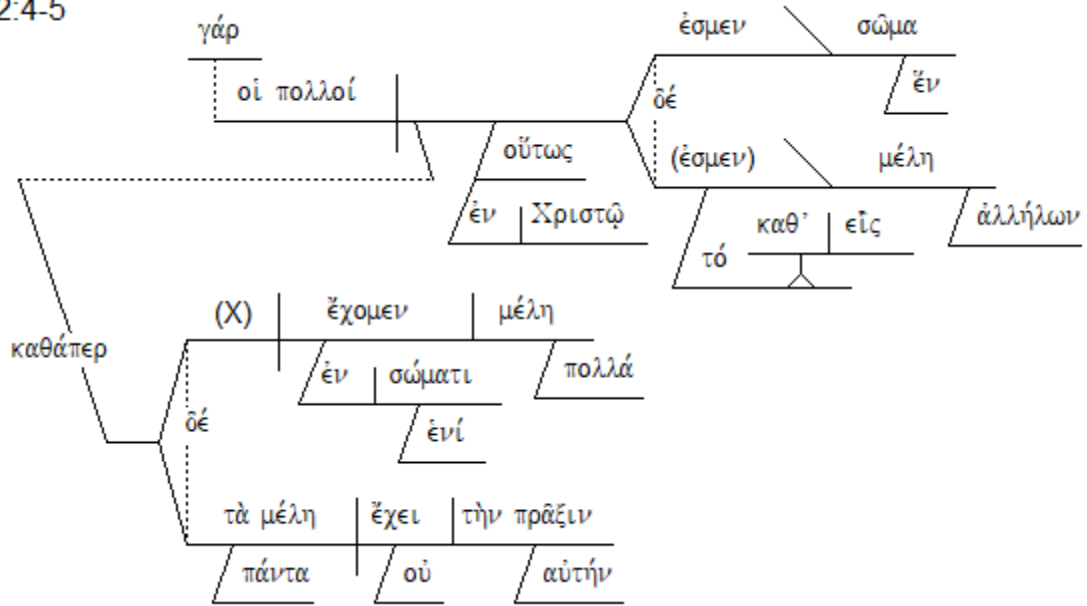 2:4-5
γάρ
οἱ πολλοί
ἐσμεν σῶμα
ἕν
δέ
οὕτως
ἐν Χριστῷ
(ἐσμεν) μέλη
ἀλλήλων
τό καθ’ εἷς
καθάπερ
(X) ἔχομεν μέλη
ἐν σώματι πολλά
ἑνί
δέ
τὰ μέλη ἔχει τὴν πρᾶξιν
πάντα οὐ αὐτήν